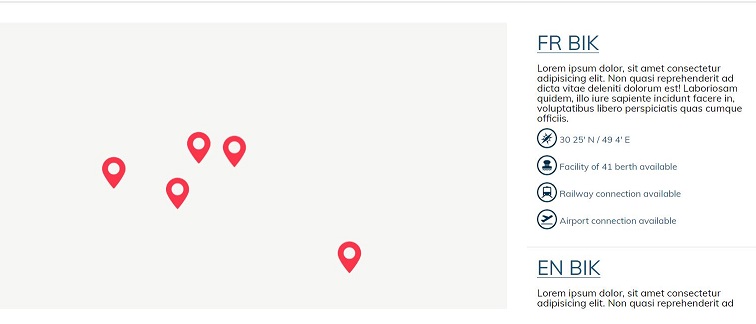 FR BIK
Lorem ipsum dolor, sit amet consectetur
adipisicing elit. Non quasi reprehenderit ad
dicta vitae deleniti dolorum est! Laboriosam
quidem, illo iure sapiente incidunt facere in,
voluptatibus libero perspiciatis quas cumque
officiis.
30 25' N / 49 4' E
Facility of 41 berth available
Railway connection available
Airport connection available
EN BIK
Lorem ipsum dolor, sit amet consectetur
adipisicing elit. Non quasi reprehenderit ad